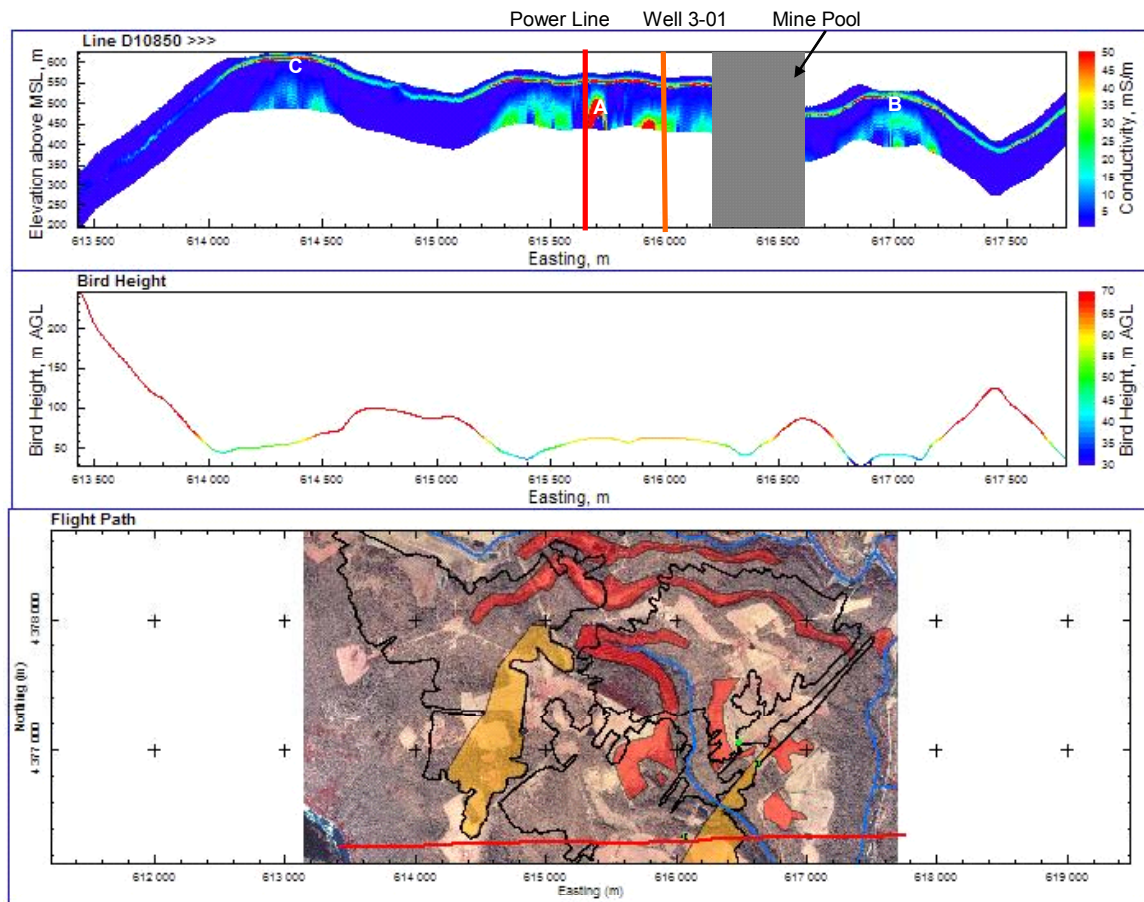 Power Line Well 3-01 Mine Pool
Line D10850 >>>
Elevation above MSL, m
600
550
500
450
400
350
300
250
200
C
A
B
613 500 614 000 614 500 615 000 615 500 616 000 616 500 617 000 617 500
Easting, m
50
45
40
35
30
25
20
15
10
5
Conductivity, mS/m
Bird Height
Bird Height, m AGL
200
150
100
50
613 500 614 000 614 500 615 000 615 500 616 000 616 500 617 000 617 500
Easting, m
70
65
60
55
50
45
40
35
30
Bird Height, m AGL
Flight Path
Northing (m)
4 378 000
4 377 000
612 000 613 000 614 000 615 000 616 000 617 000 618 000 619 000
Easting (m)